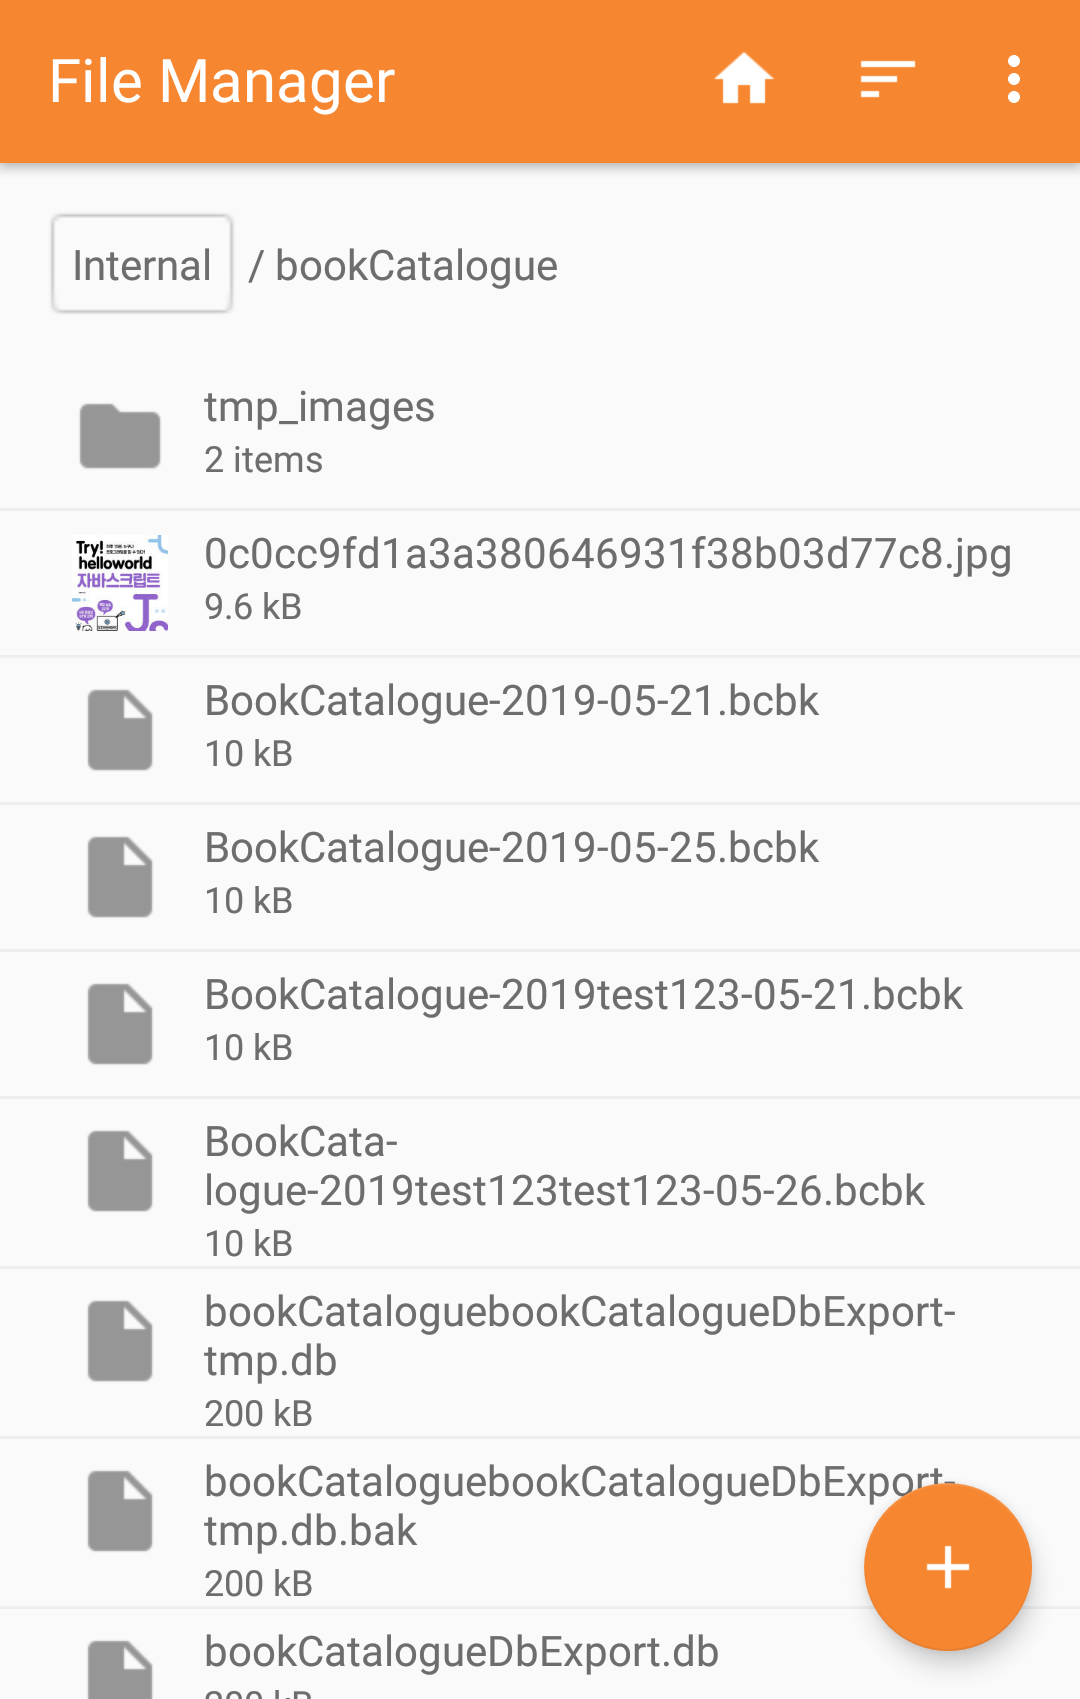 File Manager
Internal / bookCatalogue
tmp_images
2 items
Try!
helloworld
자바스크립트
0c0cc9fd1a3a380646931f38b03d77c8.jpg
9.6 kB
BookCatalogue-2019-05-21.bcbk
10 kB
BookCatalogue-2019-05-25.bcbk
10 kB
BookCatalogue-2019test123-05-21.bcbk
10 kB
BookCata-
logue-2019test123test123-05-26.bcbk
10 kB
bookCataloguebookCatalogueDbExport-
tmp.db
200 kB
bookCataloguebookCatalogueDbExport-
tmp.db.bak
200 kB
bookCatalogueDbExport.db